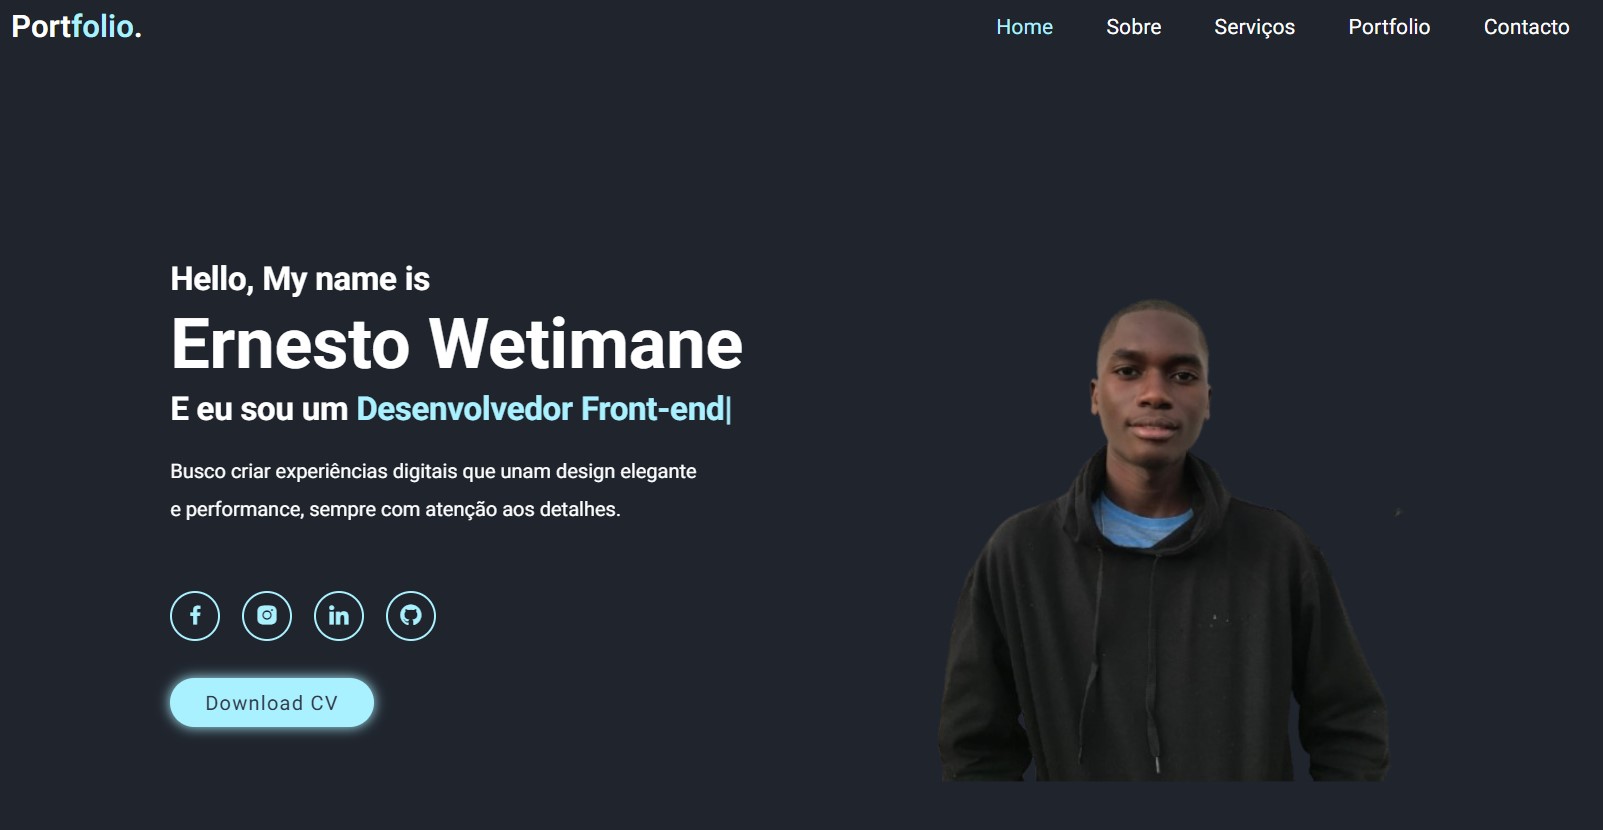 Portfolio.
Home Sobre Serviços Portfolio Contacto
Hello, My name is
Ernesto Wetimane
E eu sou um Desenvolvedor Front-end|
Busco criar experiências digitais que unam design elegante
e performance, sempre com atenção aos detalhes.
Download CV